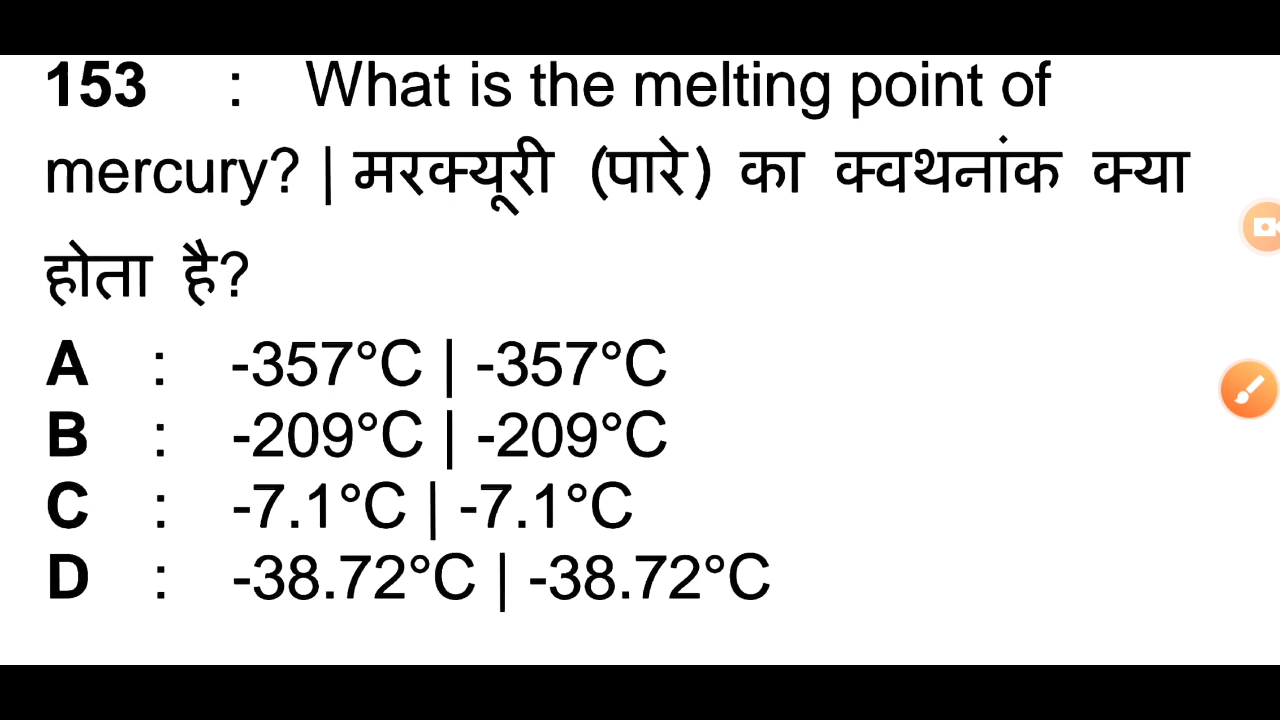 153 : What is the melting point of
mercury? | मरक्यूरी (पारे) का क्वथनांक क्या
होता है?
A : -357°C | -357°C
B : -209°C | -209°C
C : -7.1°C | -7.1°C
D : -38.72°C | -38.72°C